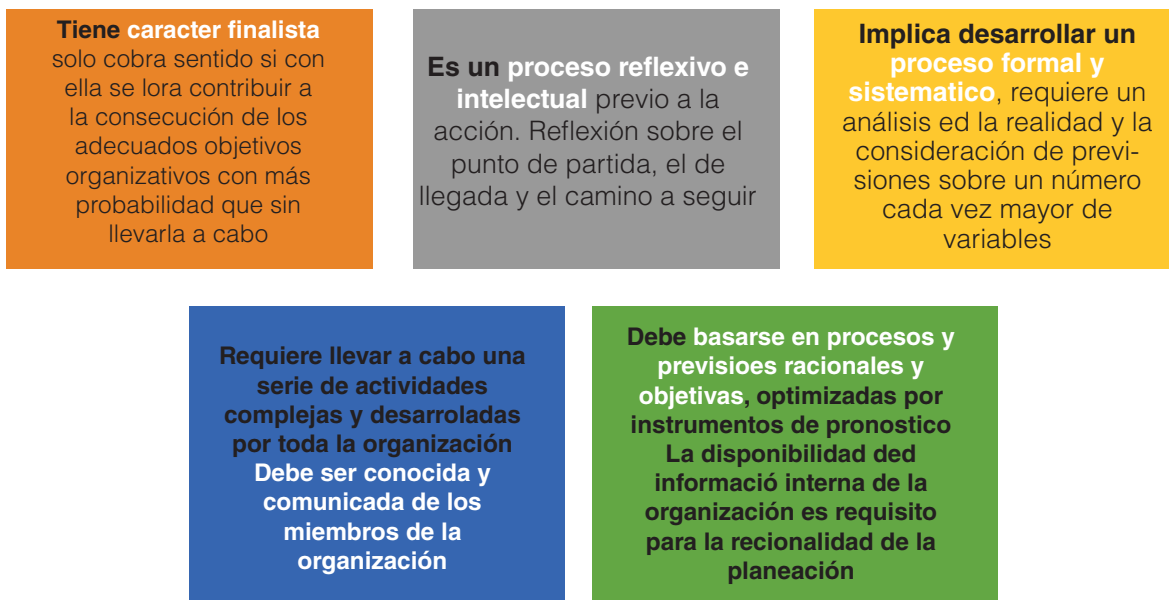 Tiene caracter finalista
solo cobra sentido si con
ella se lora contribuir a
la consecución de los
adecuados objetivos
organizativos con más
probabilidad que sin
llevarla a cabo
Es un proceso reflexivo e
intelectual previo a la
acción. Reflexión sobre el
punto de partida, el de
llegada y el camino a seguir
Implica desarrollar un
proceso formal y
sistematico, requiere un
análisis ed la realidad y la
consideración de previ-
siones sobre un número
cada vez mayor de
variables
Requiere llevar a cabo una
serie de actividades
complejas y desarroladas
por toda la organización
Debe ser conocida y
comunicada de los
miembros de la
organización
Debe basarse en procesos y
previsioes racionales y
objetivas, optimizadas por
instrumentos de pronostico
La disponibilidad ded
informació interna de la
organización es requisito
para la recionalidad de la
planeación